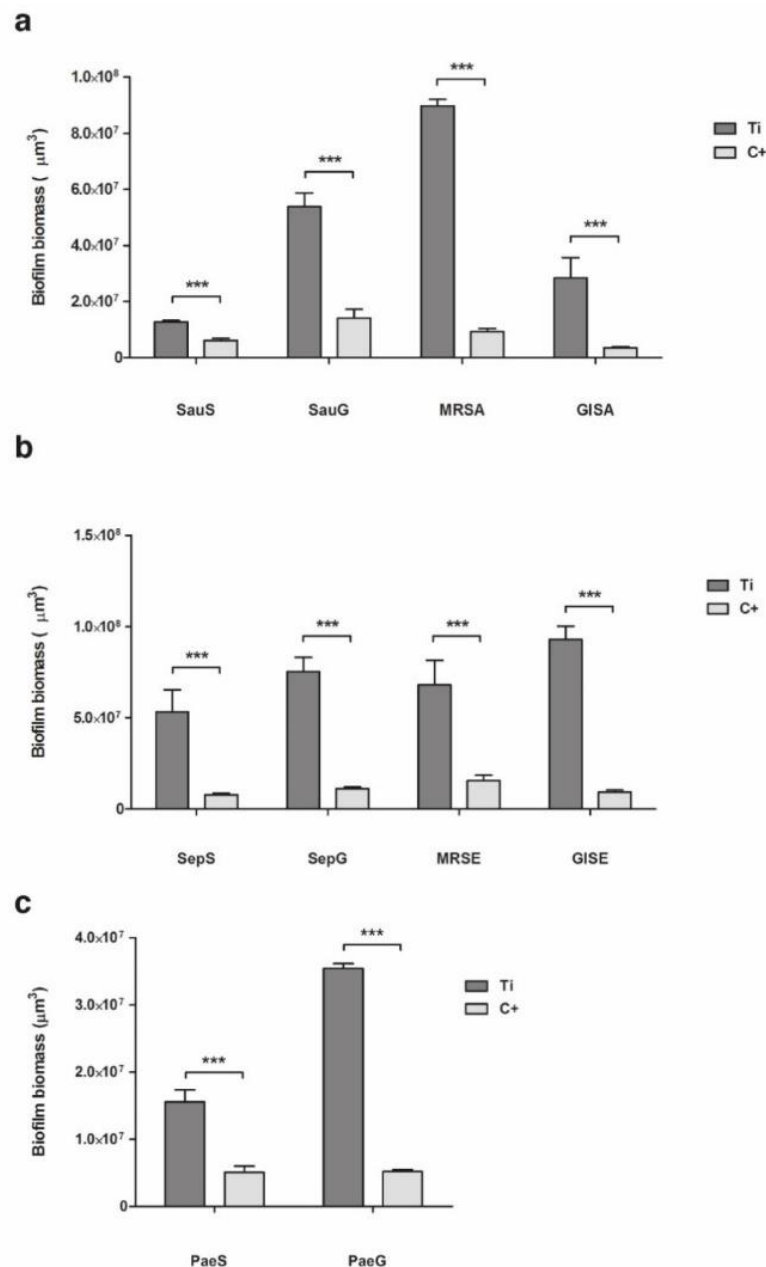 a
Biofilm biomass ( μm³)
1.0×10⁸
8.0×10⁷
6.0×10⁷
4.0×10⁷
2.0×10⁷
0
***
***
***
***
Ti
C+
SauS SauG MRSA GISA
b
Biofilm biomass ( μm³)
1.5×10⁸
1.0×10⁸
5.0×10⁷
0
***
***
***
***
Ti
C+
SepS SepG MRSE GISE
c
Biofilm biomass (μm³)
4.0×10⁷
3.0×10⁷
2.0×10⁷
1.0×10⁷
0
***
***
Ti
C+
PaeS PaeG